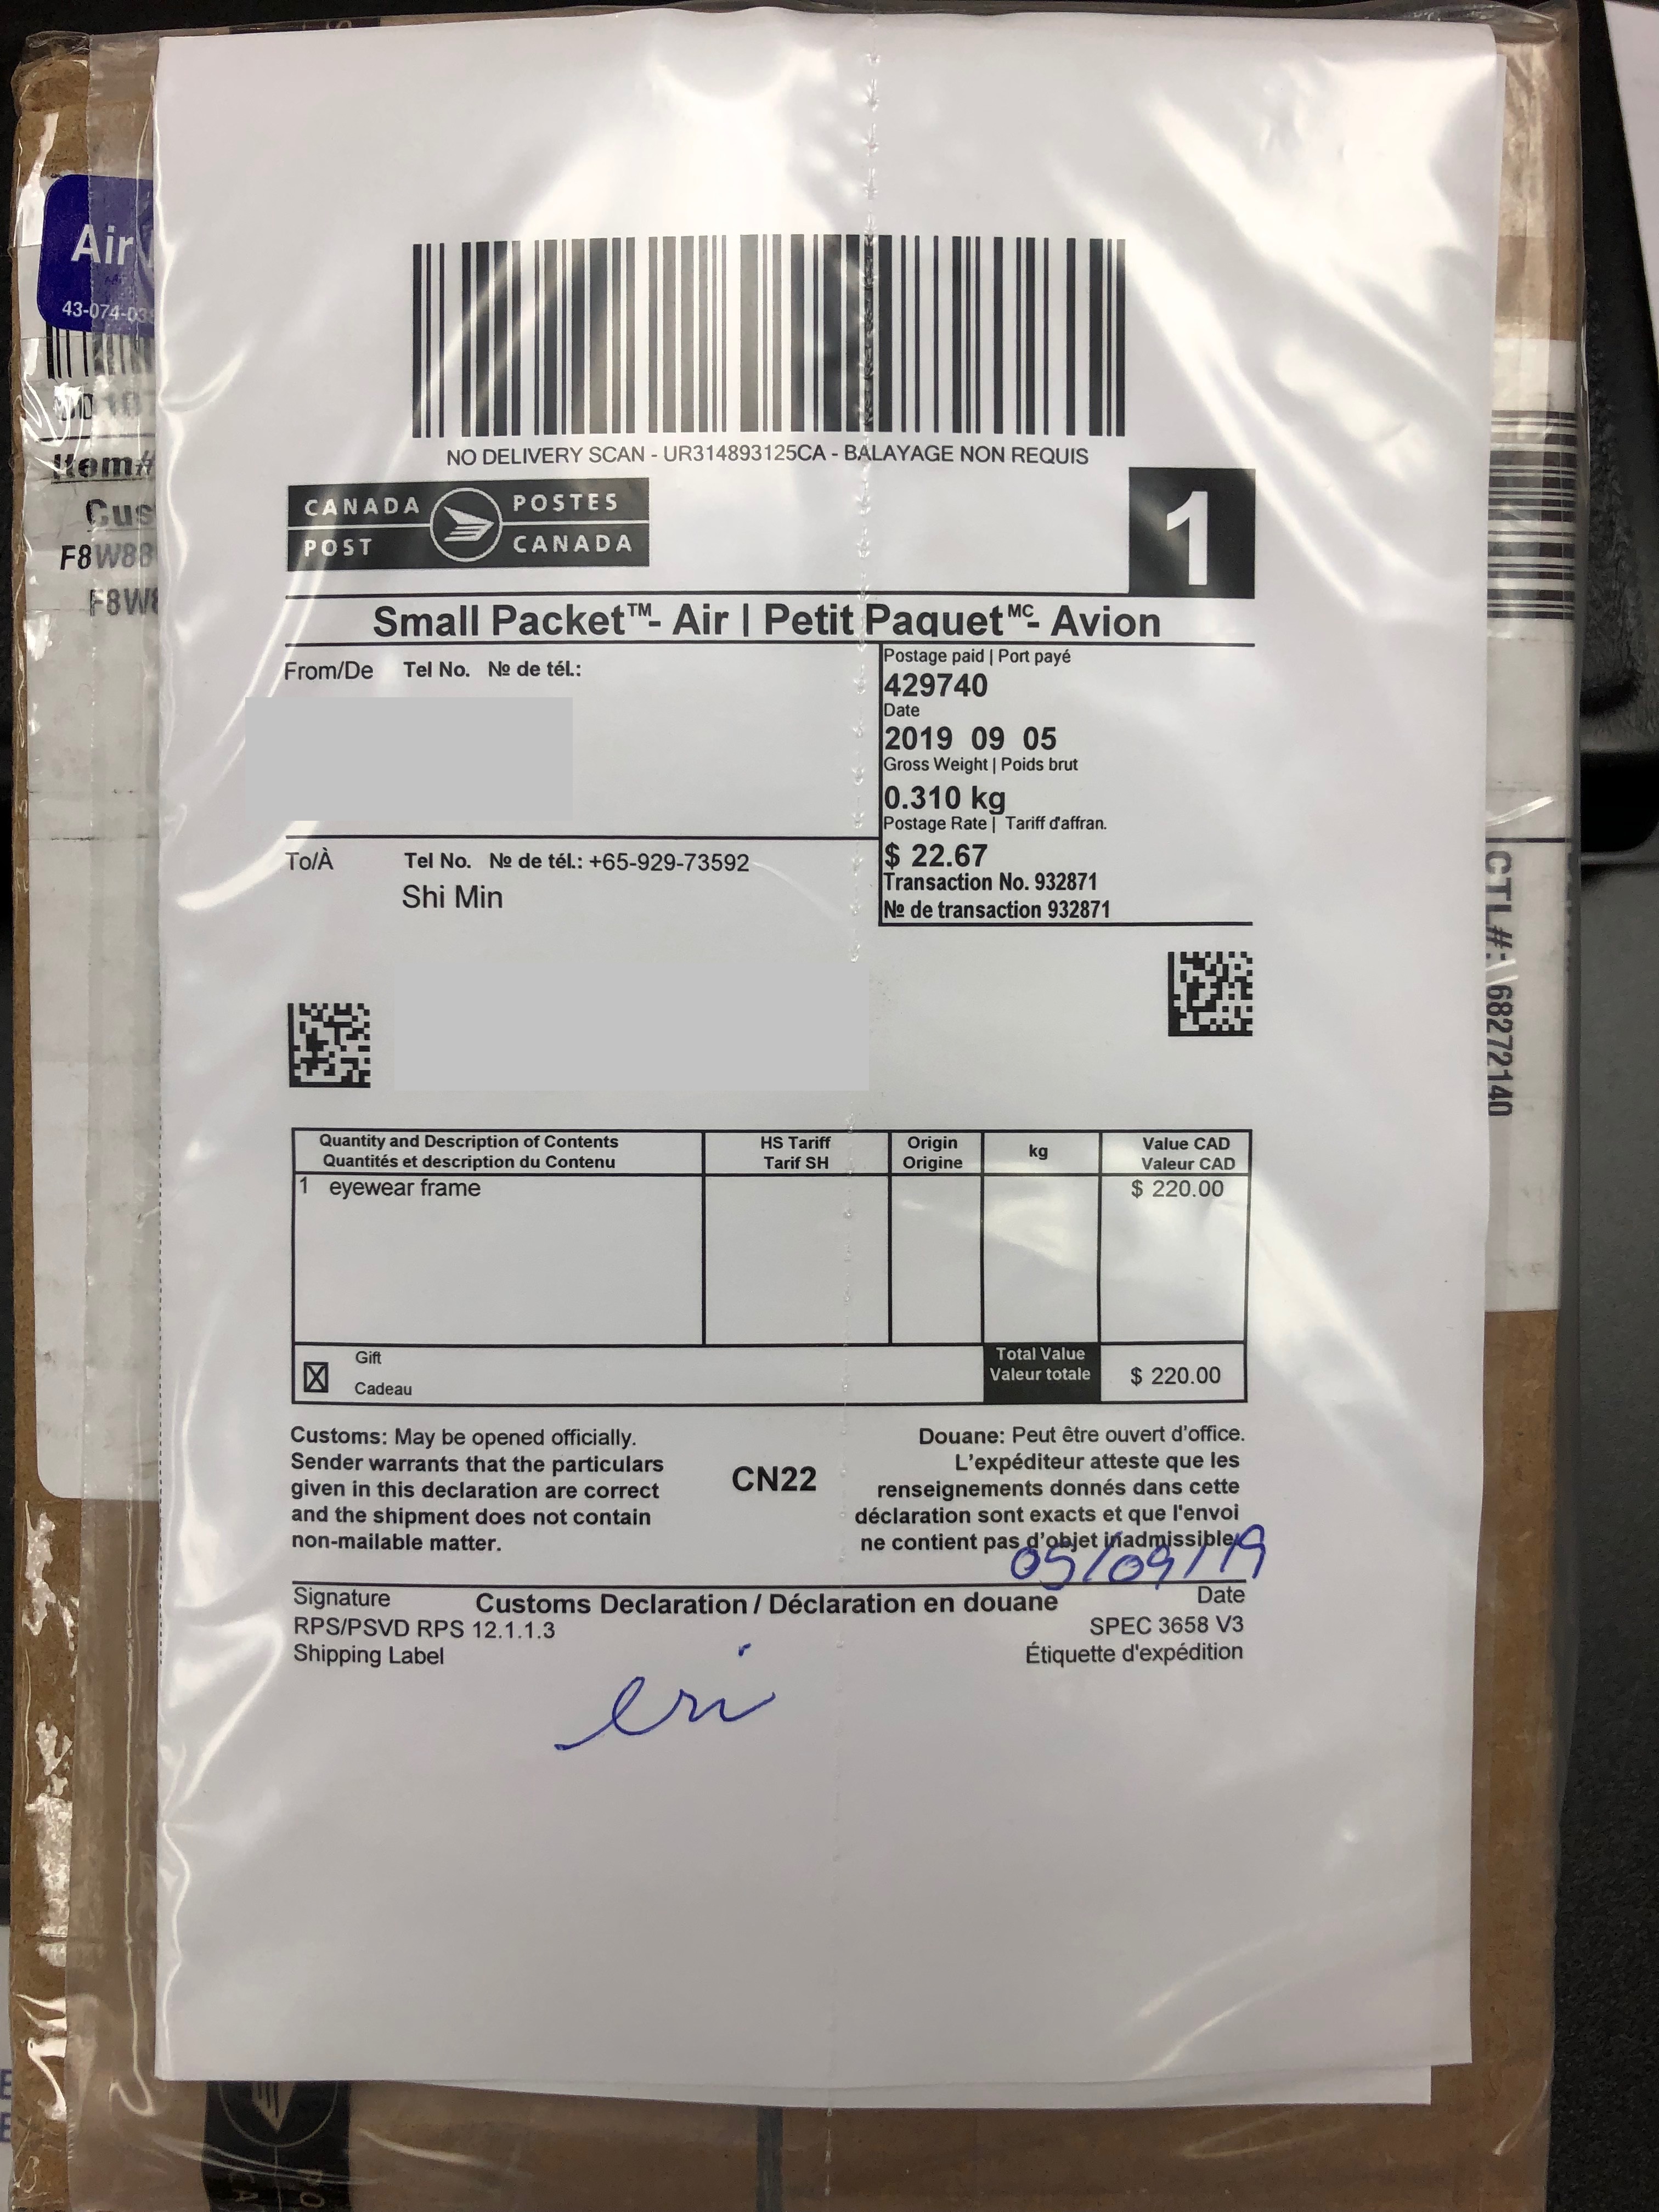 Air
43-074-03
Item#
Cus
F8W88
F8W8
NO DELIVERY SCAN - UR314893125CA - BALAYAGE NON REQUIS
CANADA POSTES
POST CANADA
1
Small Packet™- Air | Petit Paquet MC- Avion
From/De Tel No. № de tél.:
Postage paid | Port payé
429740
Date
2019 09 05
Gross Weight | Poids brut
0.310 kg
Postage Rate | Tariff d'affran.
$ 22.67
Transaction No. 932871
№ de transaction 932871
To/À Tel No. № de tél.: +65-929-73592
Shi Min
CTL#: 68272140
Quantity and Description of Contents HS Tariff Origin kg Value CAD
Quantités et description du Contenu Tarif SH Origine Valeur CAD
1 eyewear frame $ 220.00
Gift
Cadeau
Total Value
Valeur totale
$ 220.00
Customs: May be opened officially.
Sender warrants that the particulars
given in this declaration are correct
and the shipment does not contain
non-mailable matter.
CN22
Douane: Peut être ouvert d'office.
L'expéditeur atteste que les
renseignements donnés dans cette
déclaration sont exacts et que l'envoi
ne contient pas d'objet inadmissible
05/09/19
Signature Customs Declaration / Déclaration en douane Date
RPS/PSVD RPS 12.1.1.3 SPEC 3658 V3
Shipping Label Étiquette d'expédition
eri